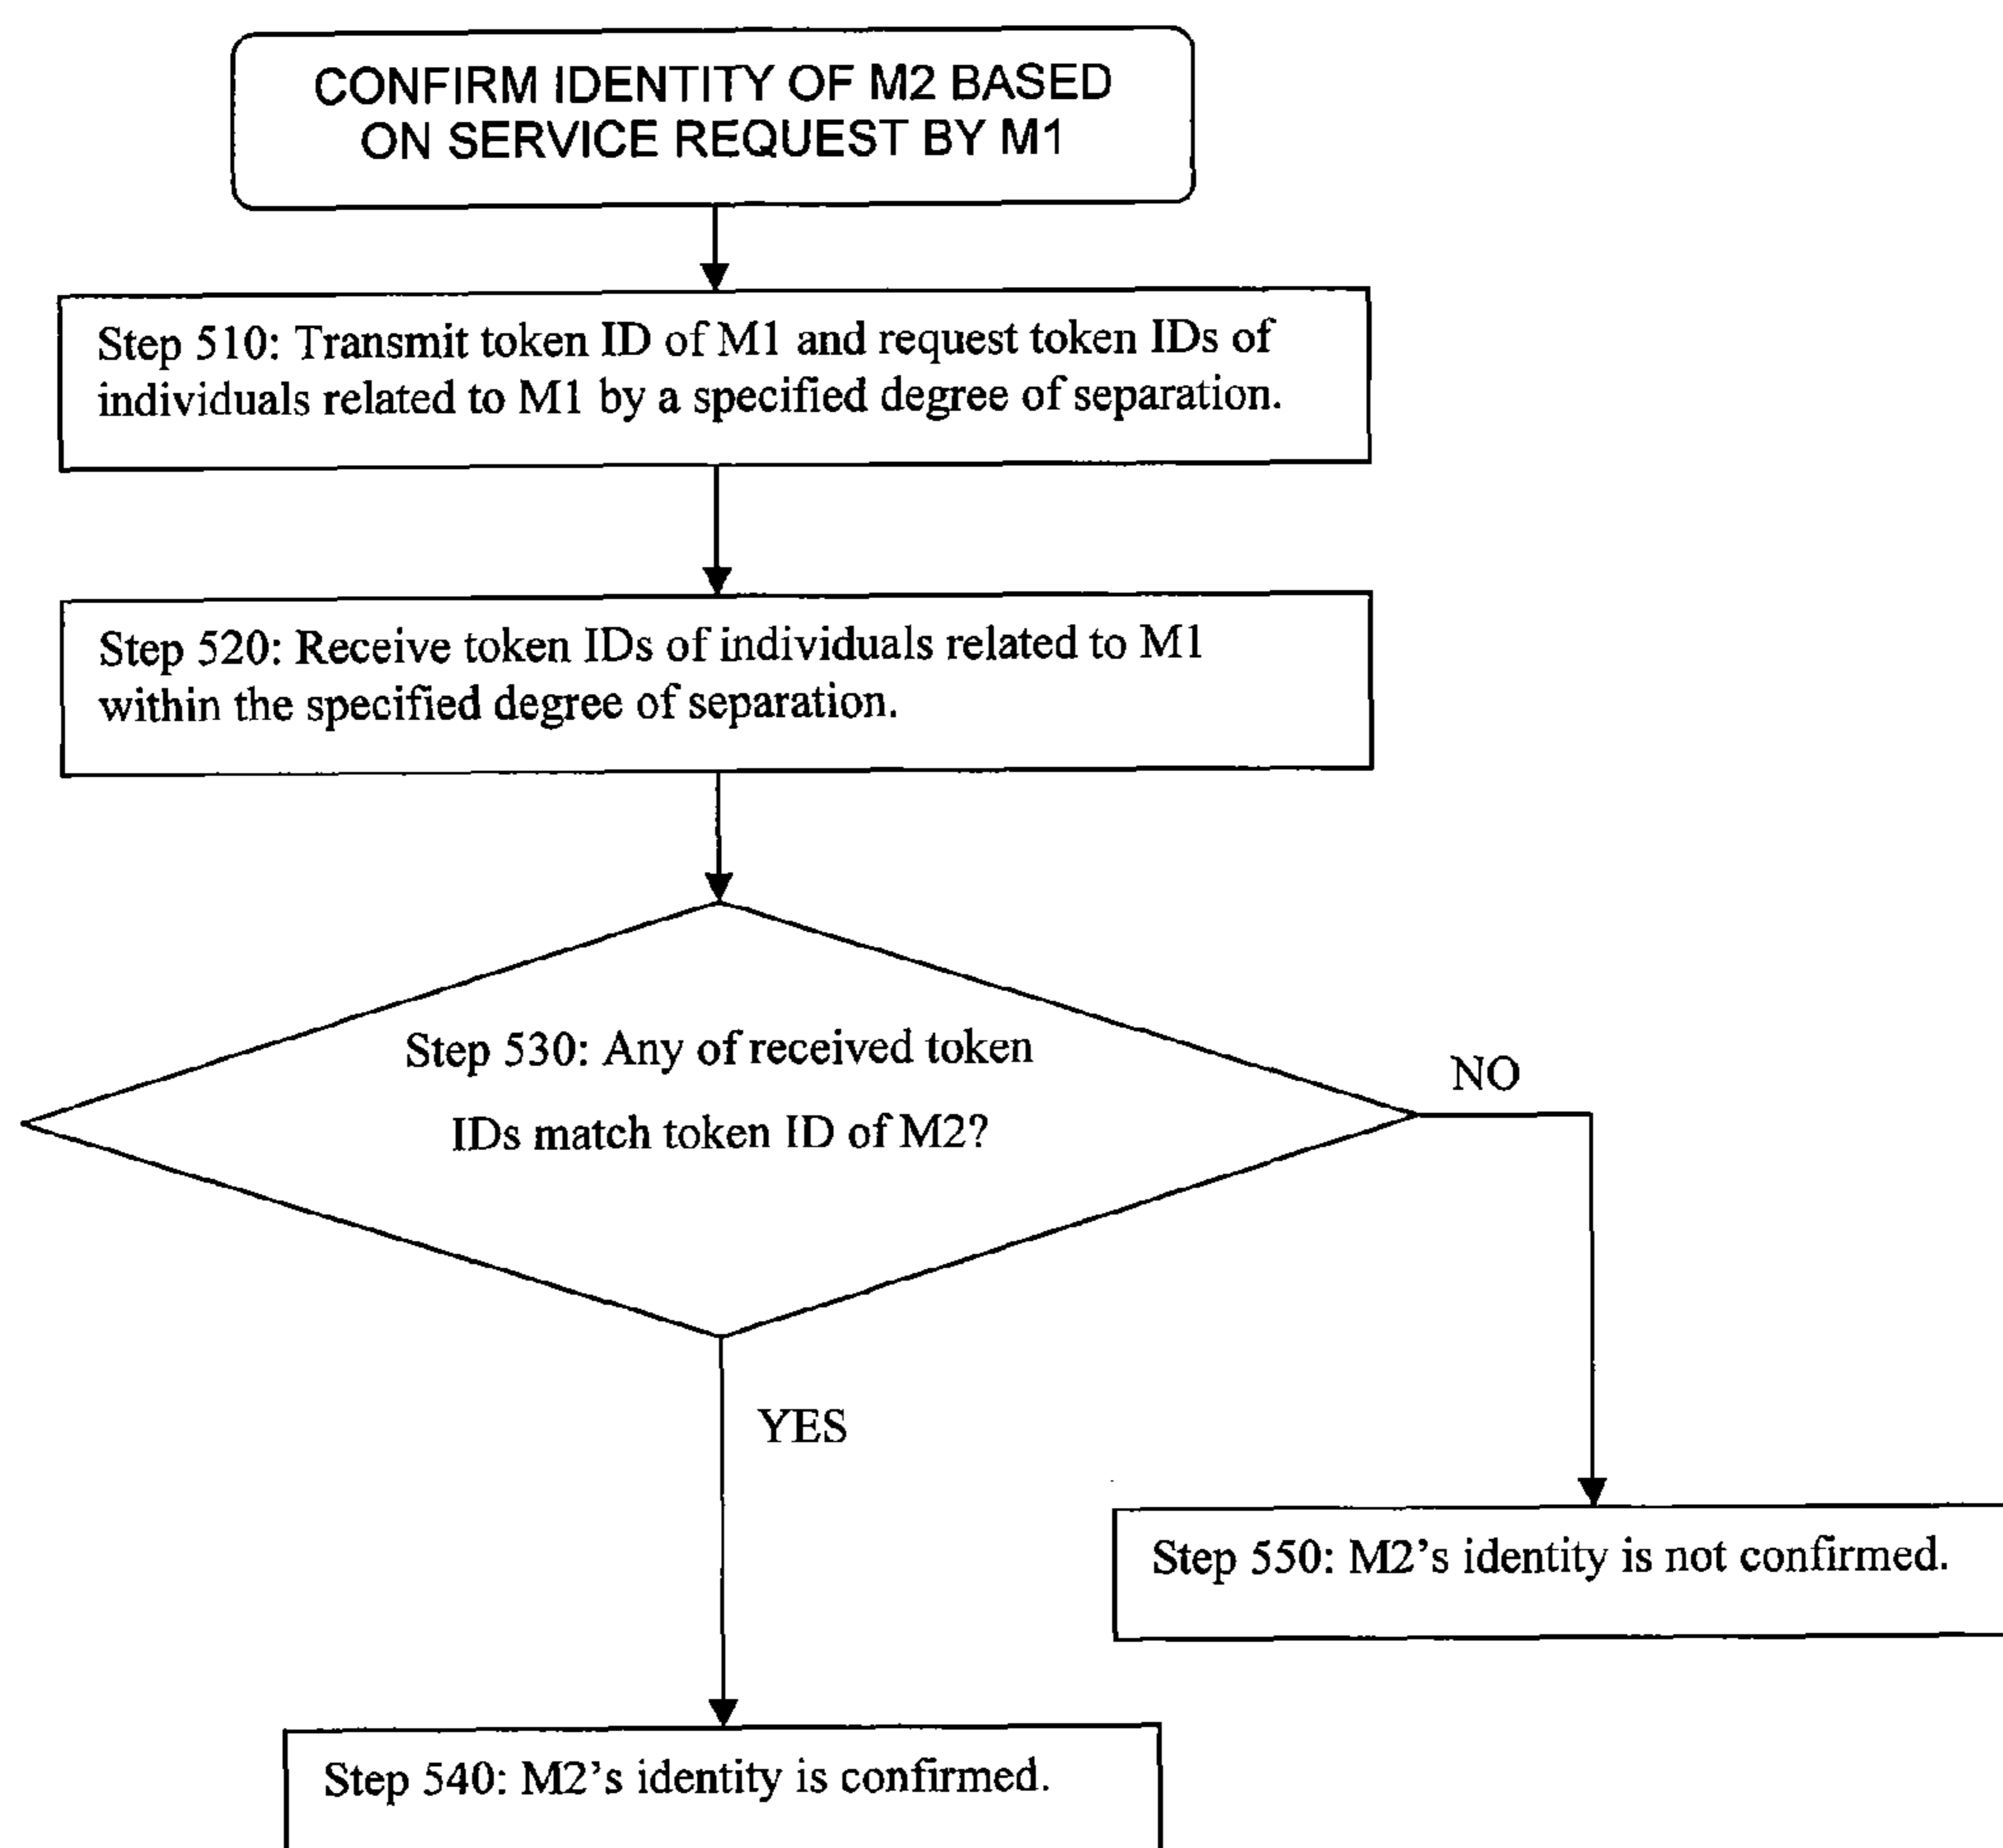 CONFIRM IDENTITY OF M2 BASED
ON SERVICE REQUEST BY M1
Step 510: Transmit token ID of M1 and request token IDs of
individuals related to M1 by a specified degree of separation.
Step 520: Receive token IDs of individuals related to M1
within the specified degree of separation.
Step 530: Any of received token
IDs match token ID of M2?
NO
YES
Step 550: M2’s identity is not confirmed.
Step 540: M2’s identity is confirmed.